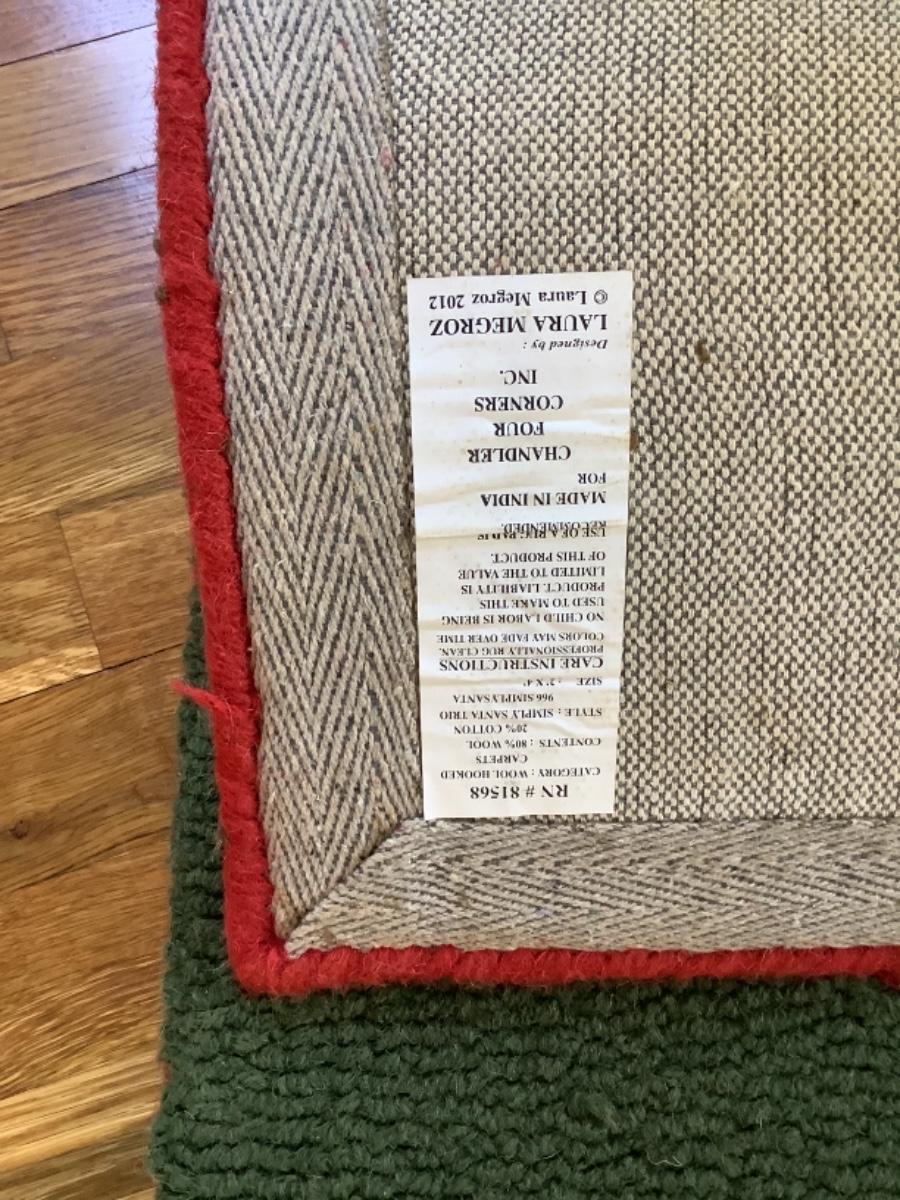 RN # 81568
CATEGORY : WOOL HOOKED
CARPETS
CONTENTS : 80% WOOL
20% COTTON
STYLE : SIMPLY SANTA TRIO
966 SIMPLYSANTA
SIZE : 2' X 4'
CARE INSTRUCTIONS
PROFESSIONALLY RUG CLEAN.
COLORS MAY FADE OVER TIME
NO CHILD LABOR IS BEING
USED TO MAKE THIS
PRODUCT. LIABILITY IS
LIMITED TO THE VALUE
OF THIS PRODUCT.
USE OF A RUG PAD IS
RECOMMENDED.
MADE IN INDIA
FOR
CHANDLER
FOUR
CORNERS
INC.
Designed by :
LAURA MEGROZ
© Laura Megroz 2012